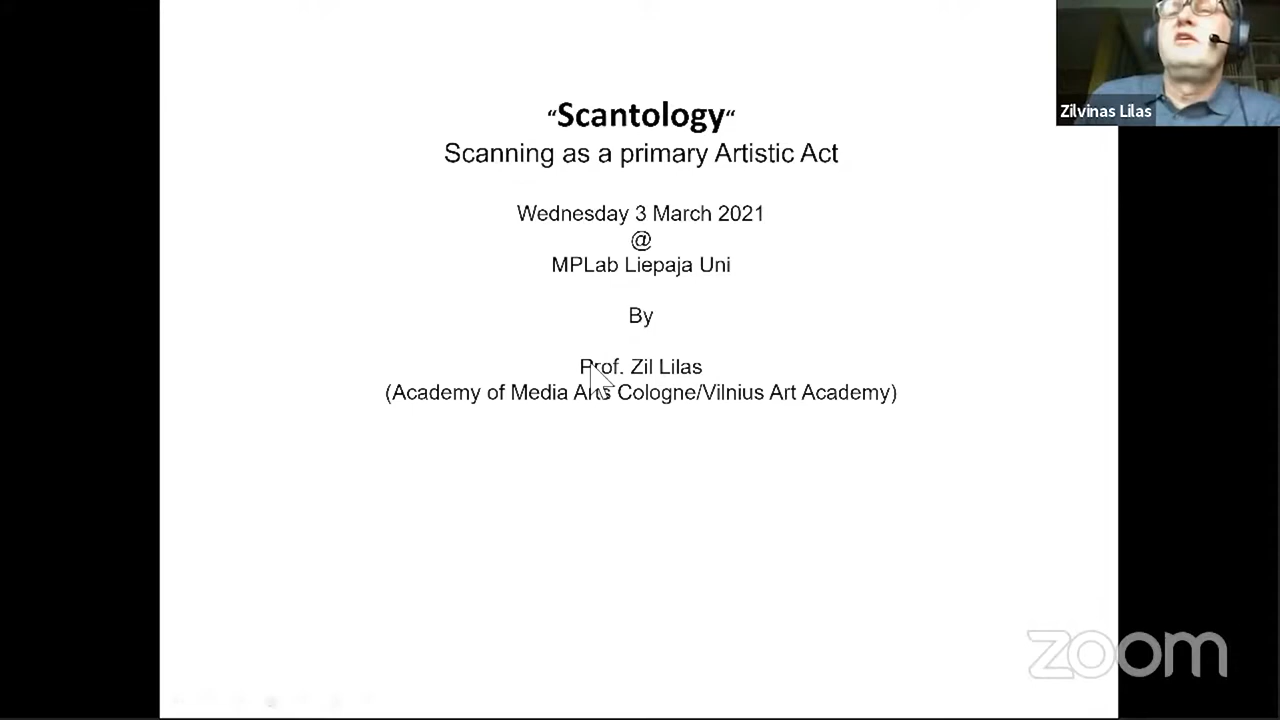 “Scantology“
Scanning as a primary Artistic Act
Wednesday 3 March 2021
@
MPLab Liepaja Uni
By
Prof. Zil Lilas
(Academy of Media Arts Cologne/Vilnius Art Academy)
Zilvinas Lilas
zoom